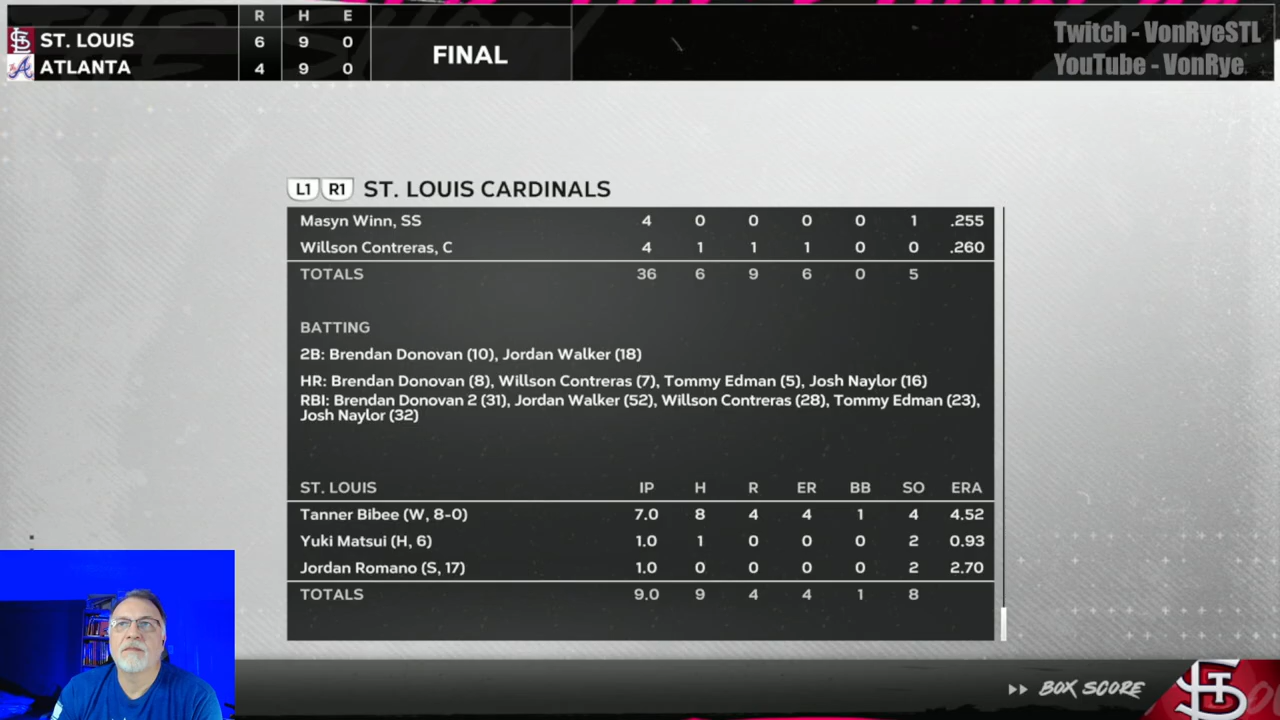 R H E
ST. LOUIS 6 9 0
ATLANTA 4 9 0
FINAL
Twitch - VonRyeSTL
YouTube - VonRye
L1 R1 ST. LOUIS CARDINALS
Masyn Winn, SS 4 0 0 0 0 1 .255
Willson Contreras, C 4 1 1 1 0 0 .260
TOTALS 36 6 9 6 0 5
BATTING
2B: Brendan Donovan (10), Jordan Walker (18)
HR: Brendan Donovan (8), Willson Contreras (7), Tommy Edman (5), Josh Naylor (16)
RBI: Brendan Donovan 2 (31), Jordan Walker (52), Willson Contreras (28), Tommy Edman (23),
Josh Naylor (32)
ST. LOUIS IP H R ER BB SO ERA
Tanner Bibee (W, 8-0) 7.0 8 4 4 1 4 4.52
Yuki Matsui (H, 6) 1.0 1 0 0 0 2 0.93
Jordan Romano (S, 17) 1.0 0 0 0 0 2 2.70
TOTALS 9.0 9 4 4 1 8
BOX SCORE